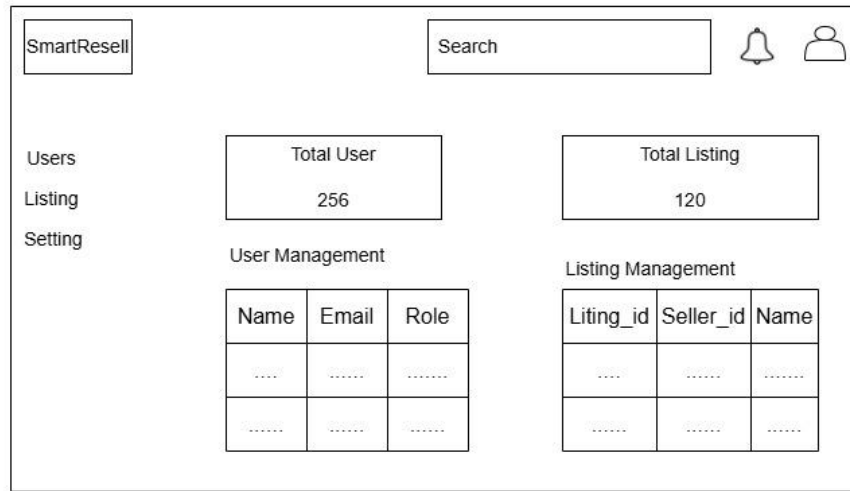 SmartResell
Search
Users
Listing
Setting
Total User
256
Total Listing
120
User Management
Name Email Role
.... ...... .......
...... ...... ......
Listing Management
Liting_id Seller_id Name
.... ...... .......
...... ...... ......